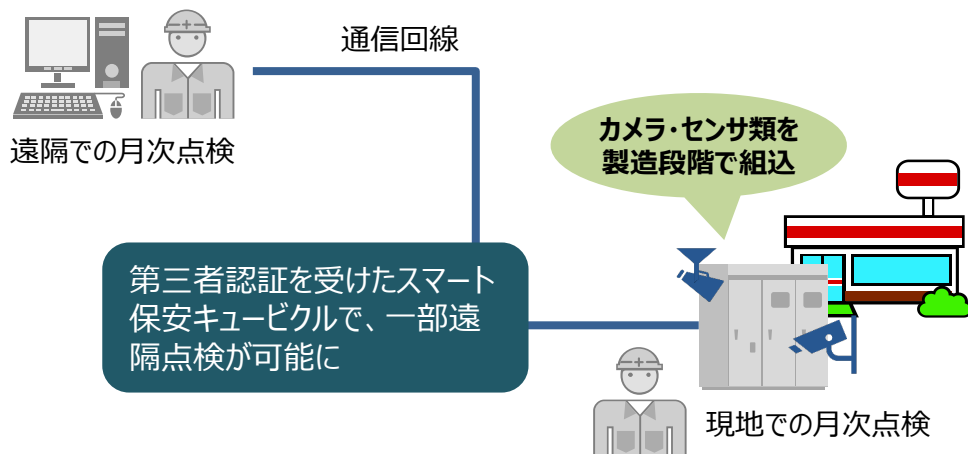 通信回線
遠隔での月次点検
カメラ・センサ類を
製造段階で組込
第三者認証を受けたスマート
保安キュービクルで、一部遠
隔点検が可能に
現地での月次点検